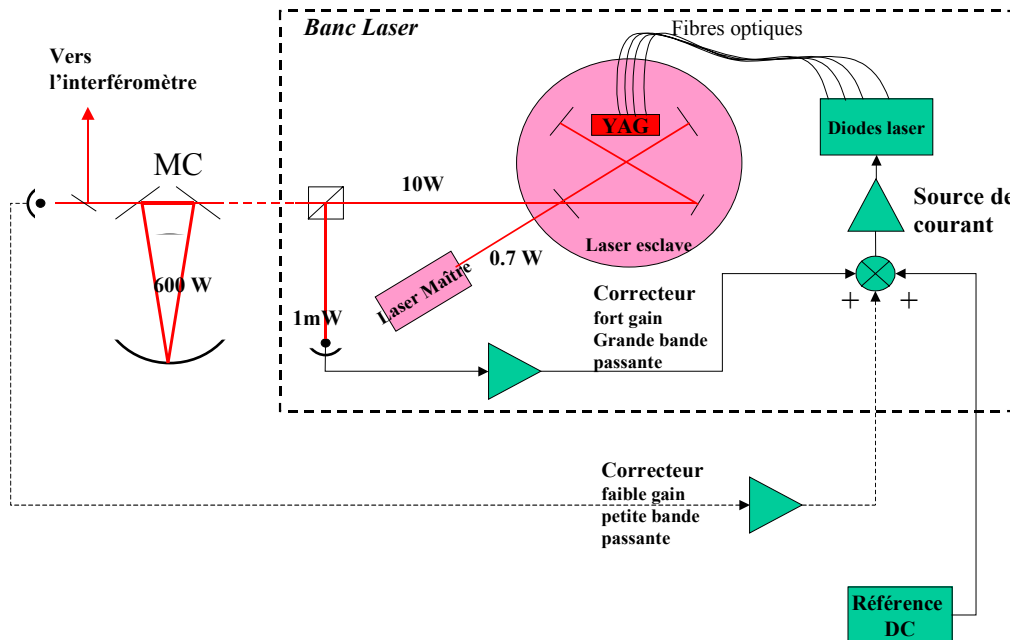 Banc Laser
Fibres optiques
Vers
l'interféromètre
YAG
Diodes laser
MC
10W
Source de
courant
Laser esclave
0.7 W
600 W
Laser Maître
1mW
Correcteur
fort gain
Grande bande
passante
+ +
Correcteur
faible gain
petite bande
passante
Référence
DC